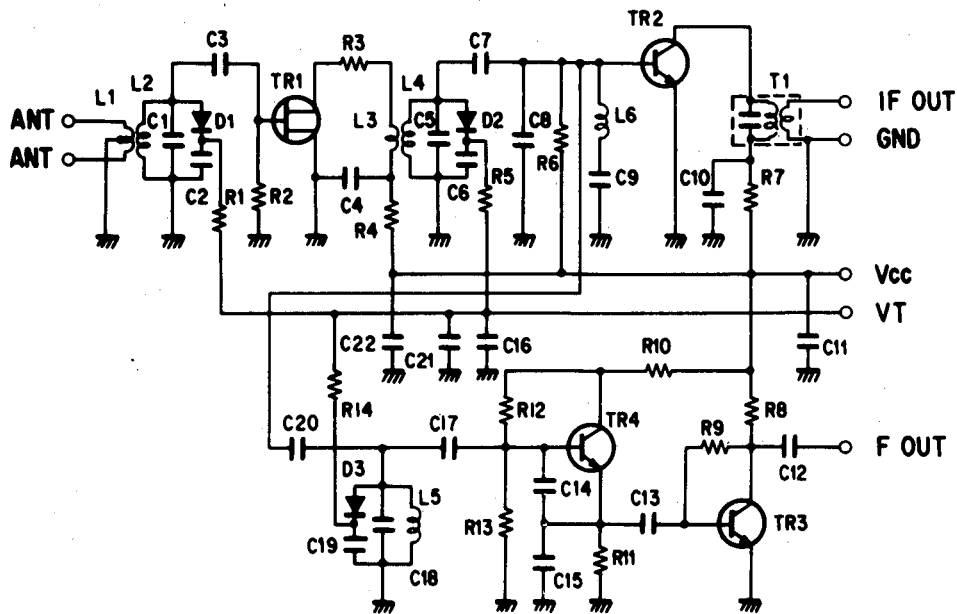 TR2
C3
C7
R3
TR1
L4
T1
L2
L1
ANT
C1
D1
L3
C5
D2
C8
L6
IF OUT
ANT
R6
GND
C2
R1
R2
C4
R4
C6
R5
C9
C10
R7
Vcc
VT
C22
C21
C16
R10
C11
R14
R12
TR4
R9
R8
C20
C17
F OUT
C12
D3
L5
C14
C13
C19
R13
TR3
C18
C15
R11